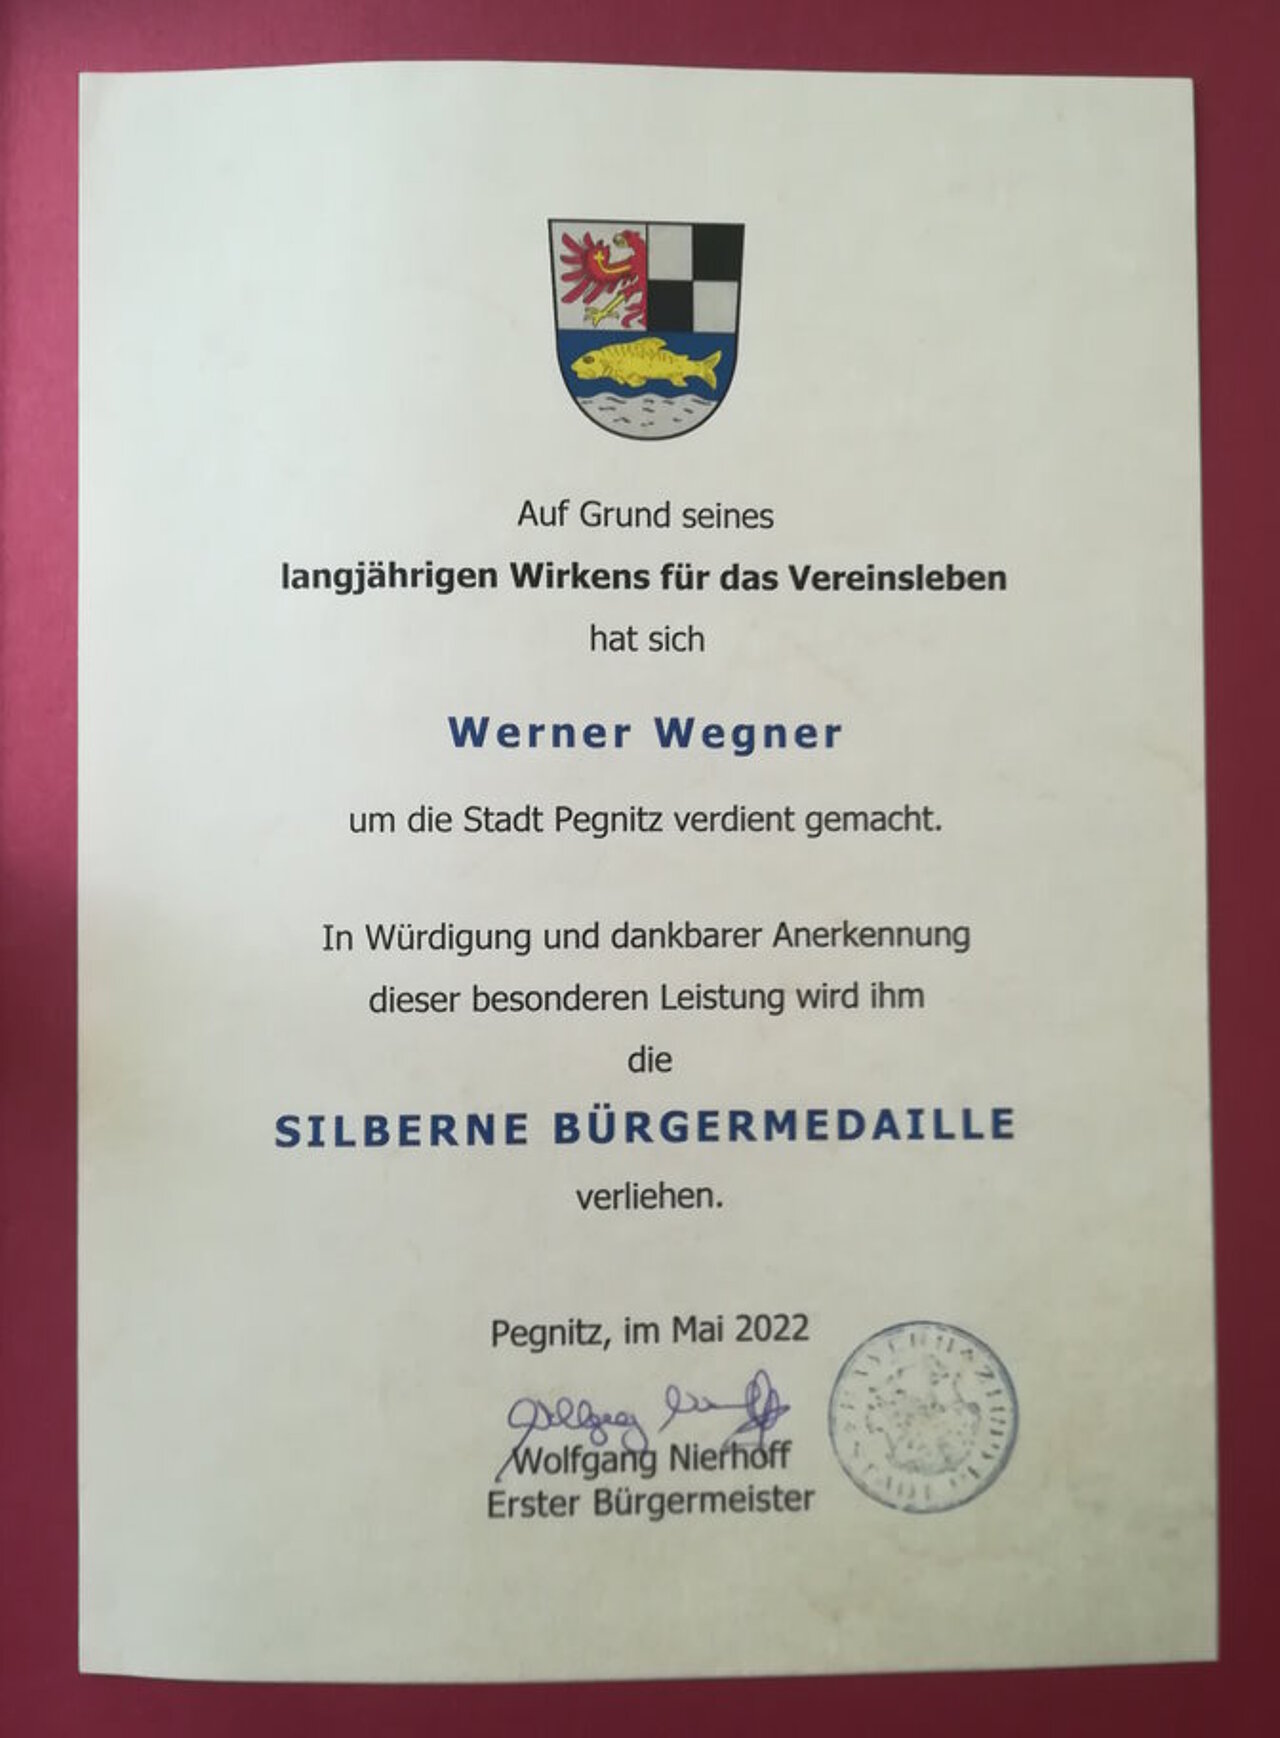 Auf Grund seines
langjährigen Wirkens für das Vereinsleben
hat sich
Werner Wegner
um die Stadt Pegnitz verdient gemacht.
In Würdigung und dankbarer Anerkennung
dieser besonderen Leistung wird ihm
die
SILBERNE BÜRGERMEDAILLE
verliehen.
Pegnitz, im Mai 2022
Wolfgang Nierhoff
Erster Bürgermeister